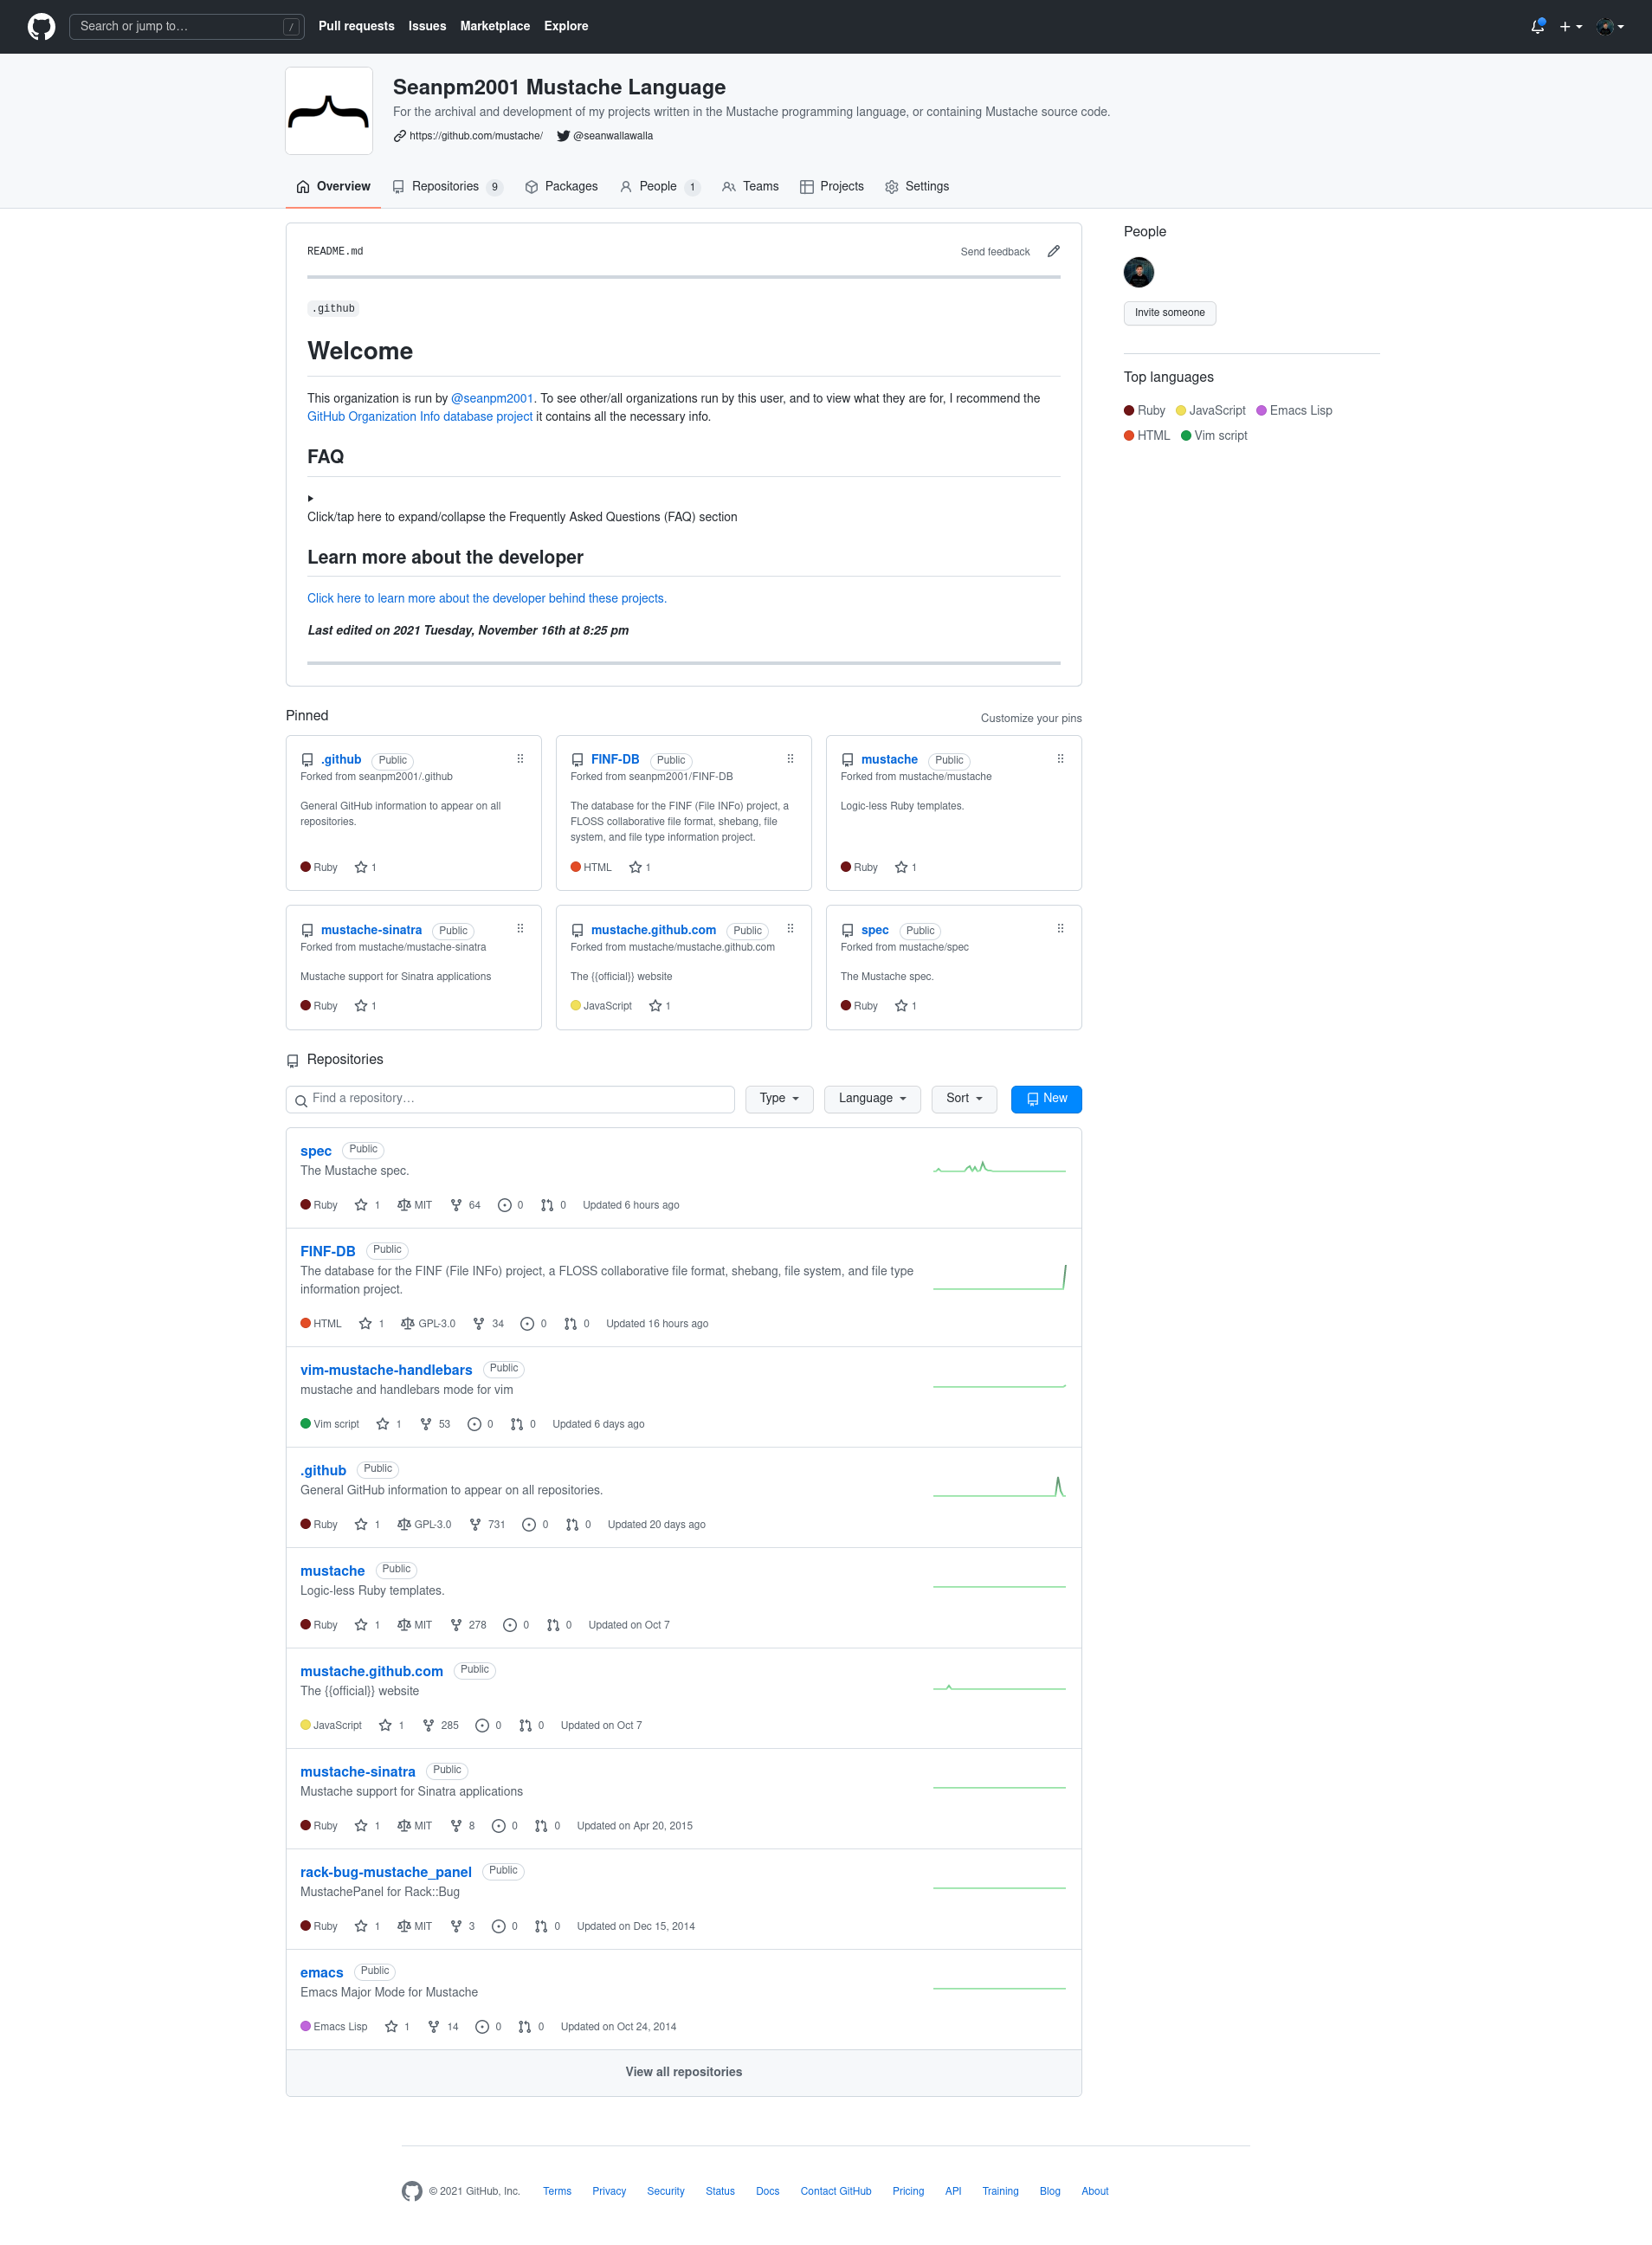 Search or jump to… / Pull requests Issues Marketplace Explore
Seanpm2001 Mustache Language
For the archival and development of my projects written in the Mustache programming language, or containing Mustache source code.
https://github.com/mustache/ @seanwallawalla
Overview Repositories 9 Packages People 1 Teams Projects Settings
README.md Send feedback
.github
Welcome
This organization is run by @seanpm2001. To see other/all organizations run by this user, and to view what they are for, I recommend the
GitHub Organization Info database project it contains all the necessary info.
FAQ
Click/tap here to expand/collapse the Frequently Asked Questions (FAQ) section
Learn more about the developer
Click here to learn more about the developer behind these projects.
Last edited on 2021 Tuesday, November 16th at 8:25 pm
People
Invite someone
Top languages
Ruby JavaScript Emacs Lisp
HTML Vim script
Pinned Customize your pins
.github Public
Forked from seanpm2001/.github
General GitHub information to appear on all
repositories.
Ruby 1
FINF-DB Public
Forked from seanpm2001/FINF-DB
The database for the FINF (File INFo) project, a
FLOSS collaborative file format, shebang, file
system, and file type information project.
HTML 1
mustache Public
Forked from mustache/mustache
Logic-less Ruby templates.
Ruby 1
mustache-sinatra Public
Forked from mustache/mustache-sinatra
Mustache support for Sinatra applications
Ruby 1
mustache.github.com Public
Forked from mustache/mustache.github.com
The {{official}} website
JavaScript 1
spec Public
Forked from mustache/spec
The Mustache spec.
Ruby 1
Repositories
Find a repository… Type Language Sort New
spec Public
The Mustache spec.
Ruby 1 MIT 64 0 0 Updated 6 hours ago
FINF-DB Public
The database for the FINF (File INFo) project, a FLOSS collaborative file format, shebang, file system, and file type
information project.
HTML 1 GPL-3.0 34 0 0 Updated 16 hours ago
vim-mustache-handlebars Public
mustache and handlebars mode for vim
Vim script 1 53 0 0 Updated 6 days ago
.github Public
General GitHub information to appear on all repositories.
Ruby 1 GPL-3.0 731 0 0 Updated 20 days ago
mustache Public
Logic-less Ruby templates.
Ruby 1 MIT 278 0 0 Updated on Oct 7
mustache.github.com Public
The {{official}} website
JavaScript 1 285 0 0 Updated on Oct 7
mustache-sinatra Public
Mustache support for Sinatra applications
Ruby 1 MIT 8 0 0 Updated on Apr 20, 2015
rack-bug-mustache_panel Public
MustachePanel for Rack::Bug
Ruby 1 MIT 3 0 0 Updated on Dec 15, 2014
emacs Public
Emacs Major Mode for Mustache
Emacs Lisp 1 14 0 0 Updated on Oct 24, 2014
View all repositories
© 2021 GitHub, Inc. Terms Privacy Security Status Docs Contact GitHub Pricing API Training Blog About